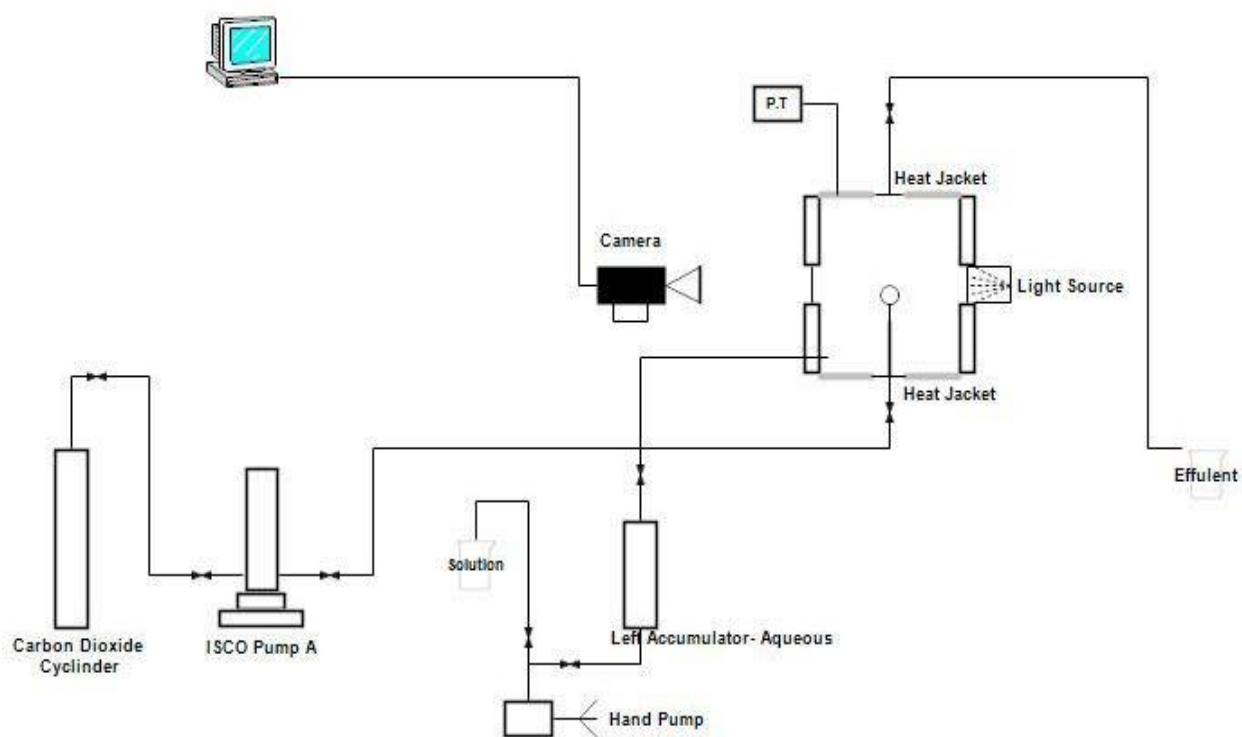 P.T
Heat Jacket
Camera
Light Source
Heat Jacket
Effulent
Solution
Carbon Dioxide
Cyclinder
ISCO Pump A
Left Accumulator- Aqueous
Hand Pump